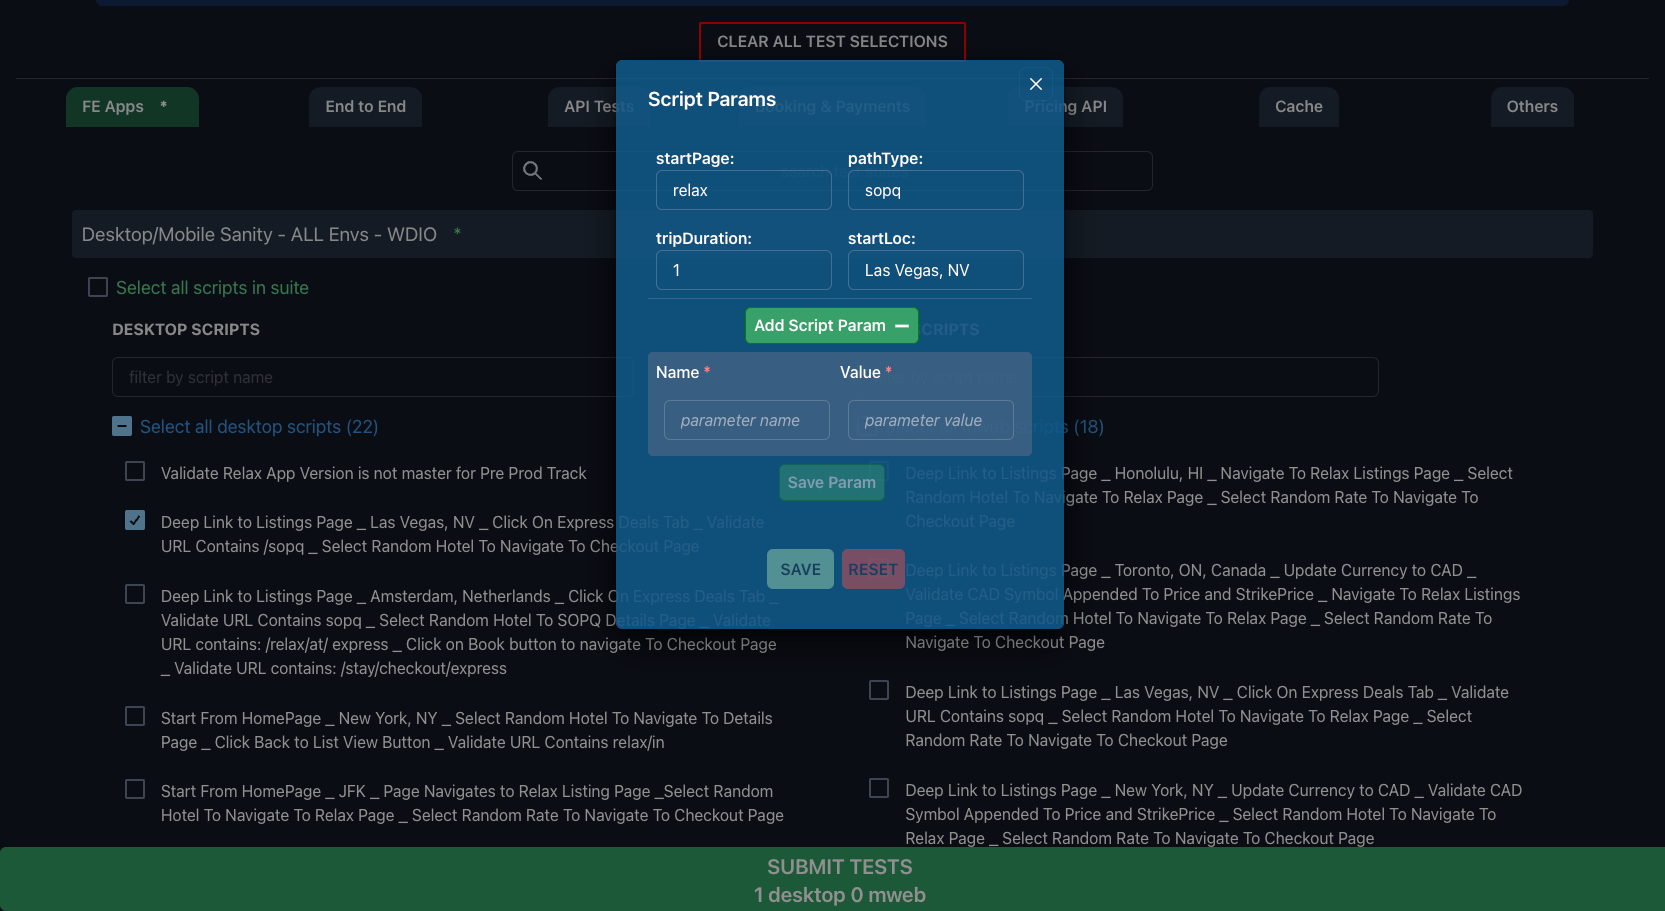 CLEAR ALL TEST SELECTIONS
FE Apps *
End to End
API Tests
Booking & Payments
Pricing API
Cache
Others
Desktop/Mobile Sanity - ALL Envs - WDIO *
Select all scripts in suite
DESKTOP SCRIPTS
filter by script name
Select all desktop scripts (22)
Validate Relax App Version is not master for Pre Prod Track
Deep Link to Listings Page _ Las Vegas, NV _ Click On Express Deals Tab _ Validate
URL Contains /sopq _ Select Random Hotel To Navigate To Checkout Page
Deep Link to Listings Page _ Amsterdam, Netherlands _ Click On Express Deals Tab _
Validate URL Contains sopq _ Select Random Hotel To SOPQ Details Page _ Validate
URL contains: /relax/at/ express _ Click on Book button to navigate To Checkout Page
_ Validate URL contains: /stay/checkout/express
Start From HomePage _ New York, NY _ Select Random Hotel To Navigate To Details
Page _ Click Back to List View Button _ Validate URL Contains relax/in
Start From HomePage _ JFK _ Page Navigates to Relax Listing Page _Select Random
Hotel To Navigate To Relax Page _ Select Random Rate To Navigate To Checkout Page
Script Params
startPage:
relax
pathType:
sopq
tripDuration:
1
startLoc:
Las Vegas, NV
Add Script Param
Name *
Value *
parameter name
parameter value
Save Param
SAVE
RESET
SCRIPTS
scripts (18)
Deep Link to Listings Page _ Honolulu, HI _ Navigate To Relax Listings Page _ Select
Random Hotel To Navigate To Relax Page _ Select Random Rate To Navigate To
Checkout Page
Deep Link to Listings Page _ Toronto, ON, Canada _ Update Currency to CAD _
Validate CAD Symbol Appended To Price and StrikePrice _ Navigate To Relax Listings
Page _ Select Random Hotel To Navigate To Relax Page _ Select Random Rate To
Navigate To Checkout Page
Deep Link to Listings Page _ Las Vegas, NV _ Click On Express Deals Tab _ Validate
URL Contains sopq _ Select Random Hotel To Navigate To Relax Page _ Select
Random Rate To Navigate To Checkout Page
Deep Link to Listings Page _ New York, NY _ Update Currency to CAD _ Validate CAD
Symbol Appended To Price and StrikePrice _ Select Random Hotel To Navigate To
Relax Page _ Select Random Rate To Navigate To Checkout Page
SUBMIT TESTS
1 desktop 0 mweb